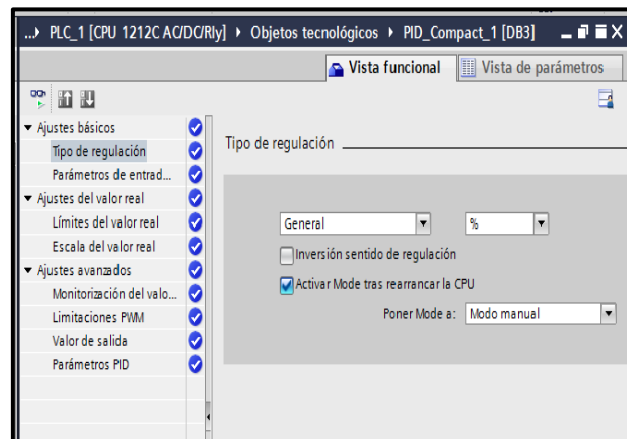 ...▸ PLC_1 [CPU 1212C AC/DC/Rly] ▸ Objetos tecnológicos ▸ PID_Compact_1 [DB3]
Vista funcional
Vista de parámetros
Ajustes básicos
Tipo de regulación
Parámetros de entrad...
Ajustes del valor real
Límites del valor real
Escala del valor real
Ajustes avanzados
Monitorización del valo...
Limitaciones PWM
Valor de salida
Parámetros PID
Tipo de regulación
General
%
Inversión sentido de regulación
Activar Mode tras rearrancar la CPU
Poner Mode a: Modo manual